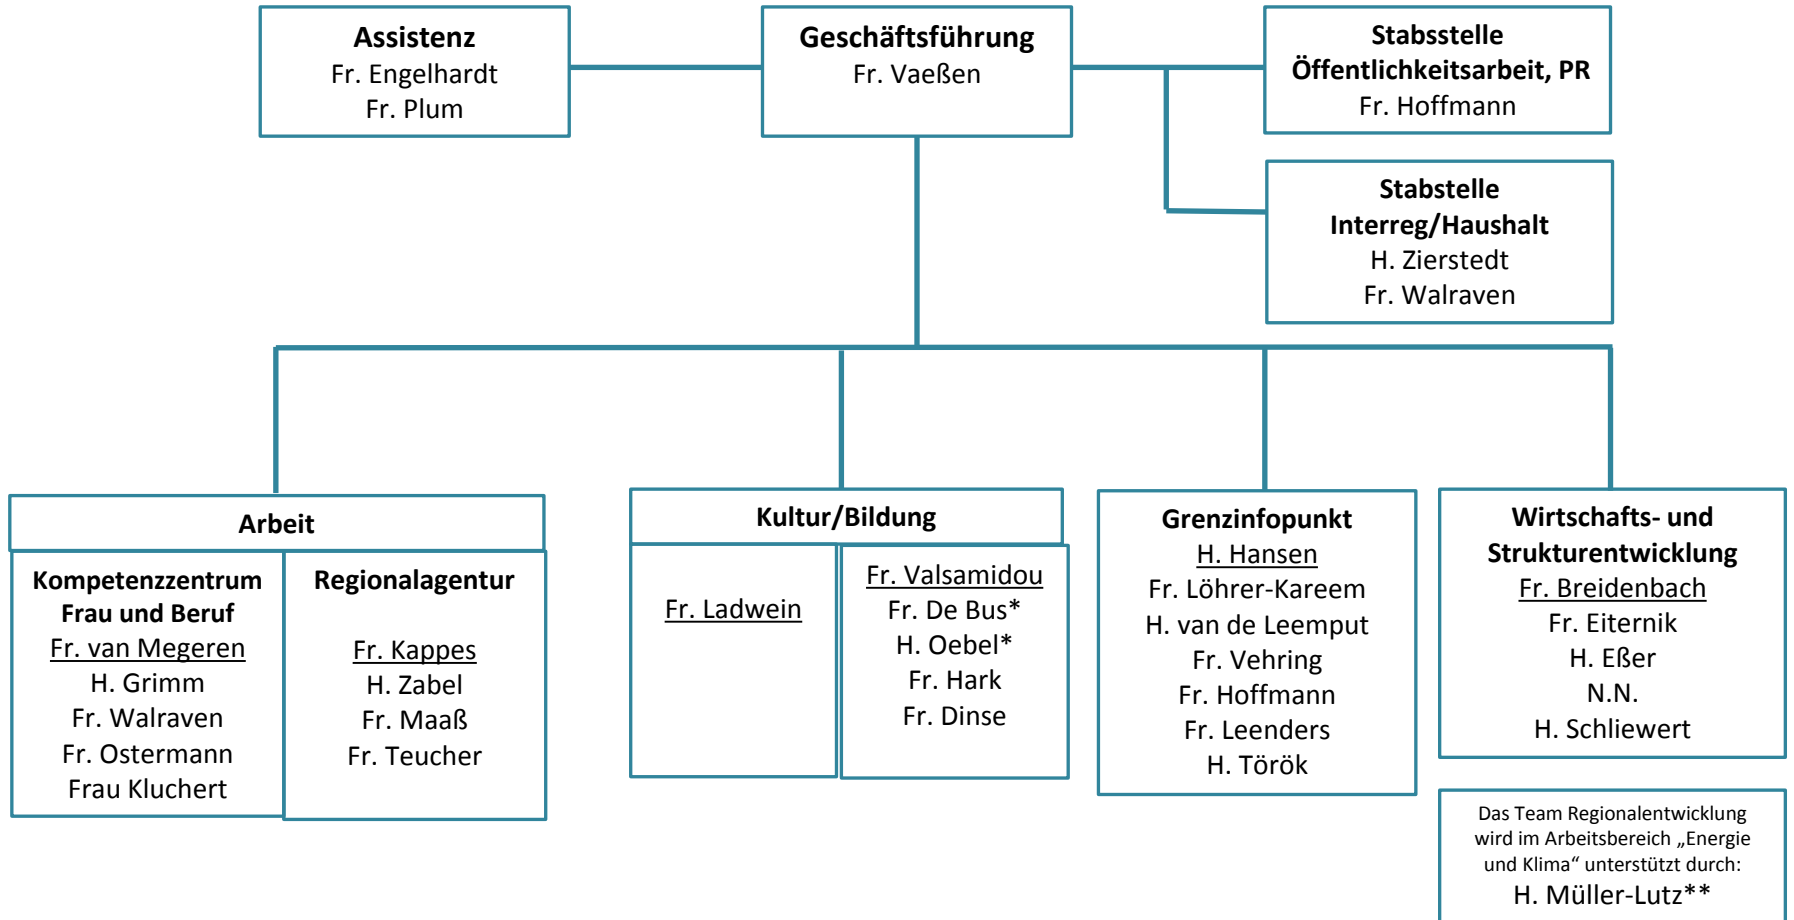 Assistenz
Fr. Engelhardt
Fr. Plum
Geschäftsführung
Fr. Vaeßen
Stabsstelle
Öffentlichkeitsarbeit, PR
Fr. Hoffmann
Stabstelle
Interreg/Haushalt
H. Zierstedt
Fr. Walraven
Arbeit
Kompetenzzentrum
Frau und Beruf
Fr. van Megeren
H. Grimm
Fr. Walraven
Fr. Ostermann
Frau Kluchert
Regionalagentur
Fr. Kappes
H. Zabel
Fr. Maaß
Fr. Teucher
Kultur/Bildung
Fr. Ladwein
Fr. Valsamidou
Fr. De Bus*
H. Oebel*
Fr. Hark
Fr. Dinse
Grenzinfopunkt
H. Hansen
Fr. Löhrer-Kareem
H. van de Leemput
Fr. Vehring
Fr. Hoffmann
Fr. Leenders
H. Török
Wirtschafts- und
Strukturentwicklung
Fr. Breidenbach
Fr. Eiternik
H. Eßer
N.N.
H. Schliewert
Das Team Regionalentwicklung
wird im Arbeitsbereich „Energie
und Klima“ unterstützt durch:
H. Müller-Lutz**